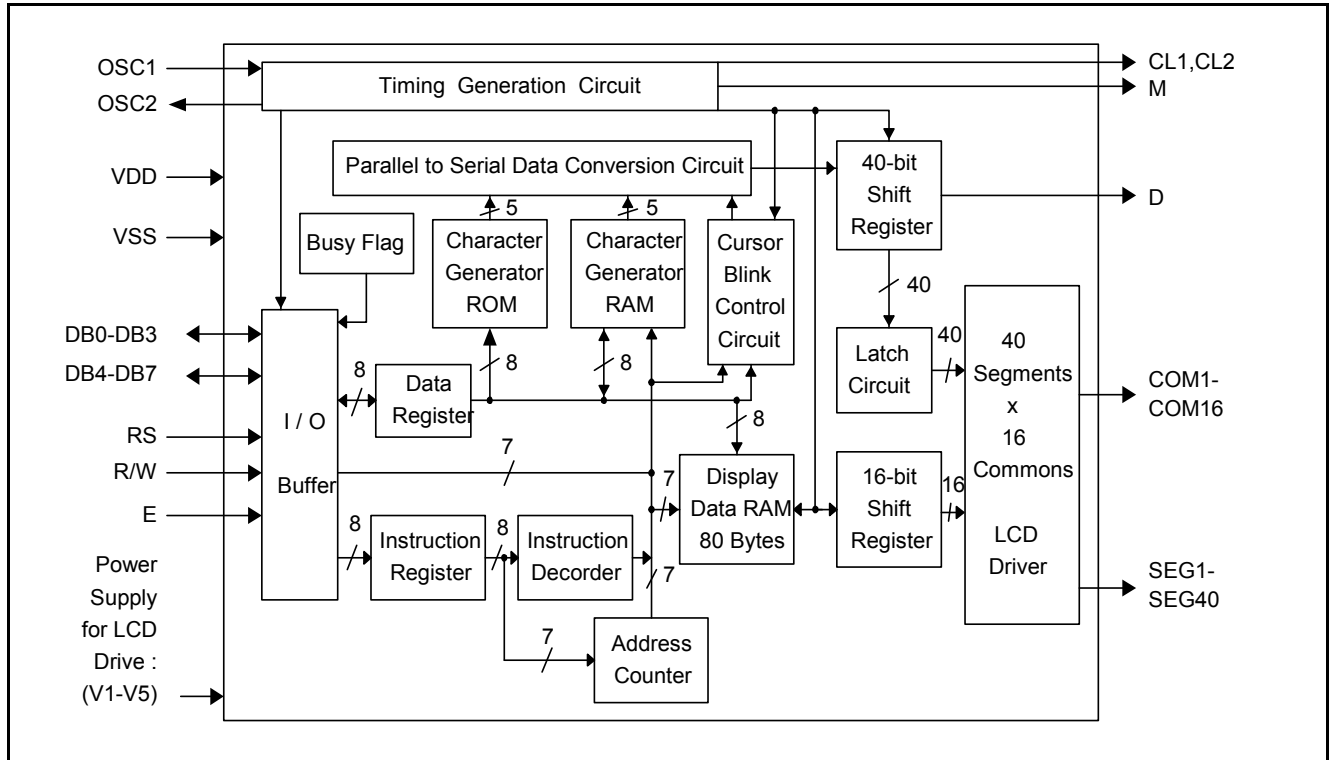 OSC1
OSC2
VDD
VSS
DB0-DB3
DB4-DB7
RS
R/W
E
Power
Supply
for LCD
Drive :
(V1-V5)
Timing Generation Circuit
Parallel to Serial Data Conversion Circuit
5
5
Busy Flag
Character
Generator
ROM
Character
Generator
RAM
Cursor
Blink
Control
Circuit
40-bit
Shift
Register
40
8
8
8
Data
Register
I / O
Buffer
7
8
Instruction
Register
8
Instruction
Decorder
7
7
Address
Counter
8
7
Display
Data RAM
80 Bytes
Latch
Circuit
40
16-bit
Shift
Register
16
40
Segments
x
16
Commons
LCD
Driver
CL1,CL2
M
D
COM1-
COM16
SEG1-
SEG40